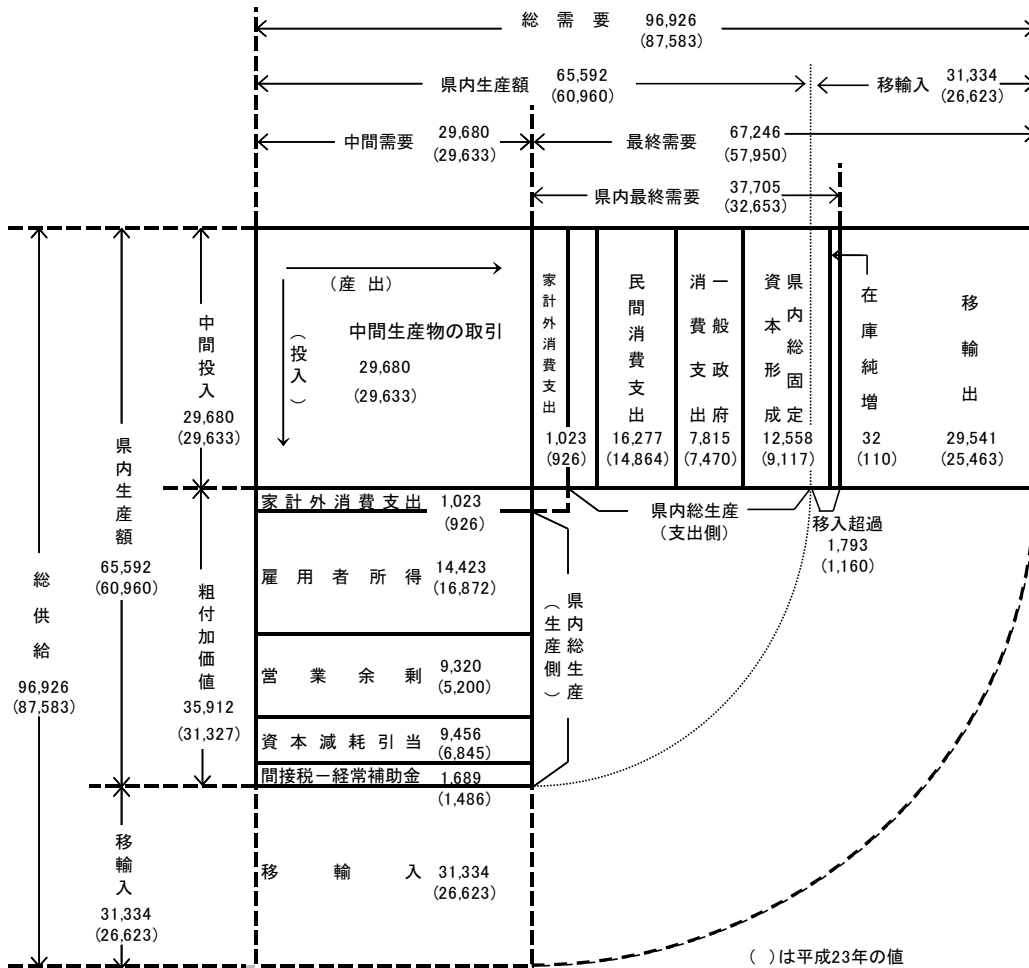 総需要 96,926
(87,583)
県内生産額 65,592
(60,960)
移輸入 31,334
(26,623)
中間需要 29,680
(29,633)
最終需要 67,246
(57,950)
県内最終需要 37,705
(32,653)
(産出)
(投入)
中間生産物の取引
29,680
(29,633)
家計外消費支出
1,023
(926)
民間消費支出
16,277
(14,864)
一般政府
消費支出
7,815
(7,470)
県内総固定
資本形成
12,558
(9,117)
在庫純増
32
(110)
移輸出
29,541
(25,463)
中間投入
29,680
(29,633)
県内生産額
65,592
(60,960)
総供給
96,926
(87,583)
粗付加価値
35,912
(31,327)
移輸入
31,334
(26,623)
家計外消費支出 1,023
(926)
雇用者所得 14,423
(16,872)
営業余剰 9,320
(5,200)
資本減耗引当 9,456
(6,845)
間接税－経常補助金 1,689
(1,486)
移輸入 31,334
(26,623)
県内総生産
(支出側)
移入超過
1,793
(1,160)
県内総生産
(生産側)
( )は平成23年の値